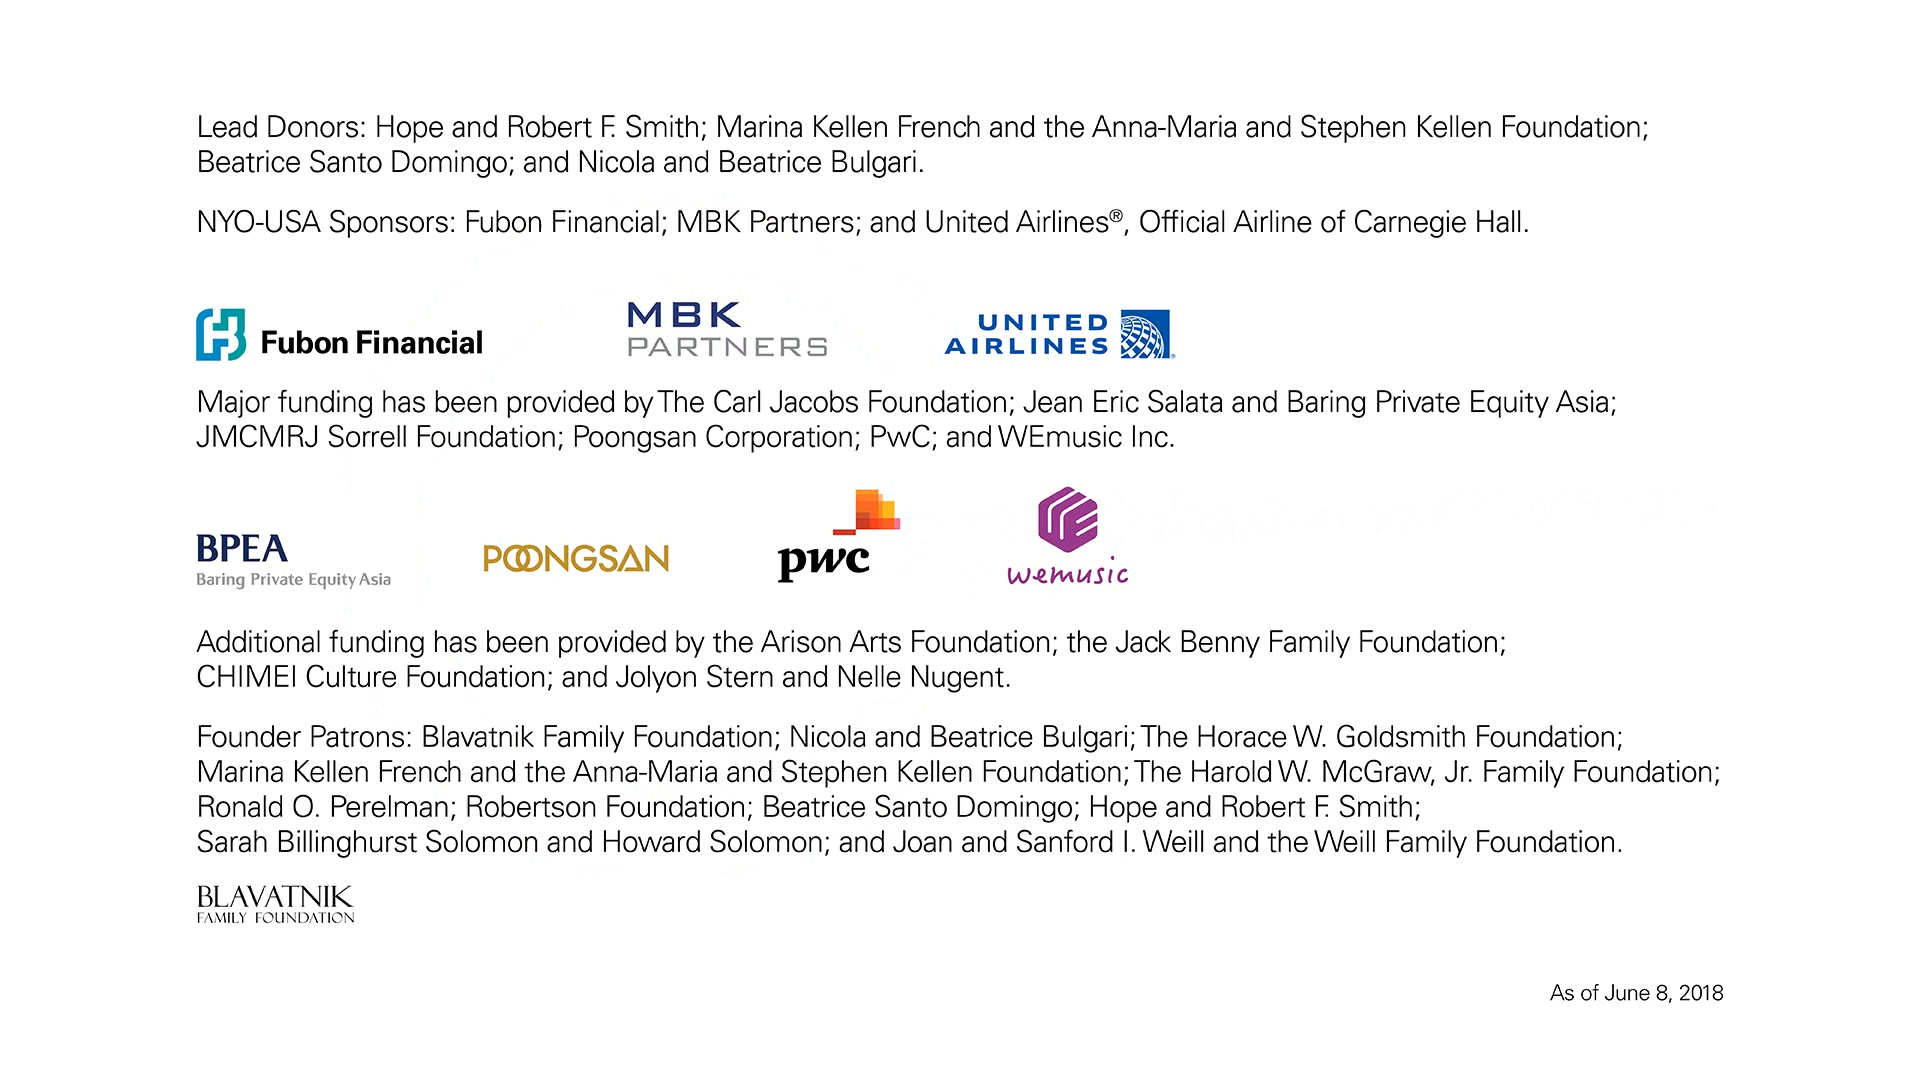 Lead Donors: Hope and Robert F. Smith; Marina Kellen French and the Anna-Maria and Stephen Kellen Foundation;
Beatrice Santo Domingo; and Nicola and Beatrice Bulgari.
NYO-USA Sponsors: Fubon Financial; MBK Partners; and United Airlines®, Official Airline of Carnegie Hall.
Fubon Financial
MBK
PARTNERS
UNITED
AIRLINES
Major funding has been provided by The Carl Jacobs Foundation; Jean Eric Salata and Baring Private Equity Asia;
JMCMRJ Sorrell Foundation; Poongsan Corporation; PwC; and WEmusic Inc.
BPEA
Baring Private Equity Asia
POONGSAN
pwc
wemusic
Additional funding has been provided by the Arison Arts Foundation; the Jack Benny Family Foundation;
CHIMEI Culture Foundation; and Jolyon Stern and Nelle Nugent.
Founder Patrons: Blavatnik Family Foundation; Nicola and Beatrice Bulgari; The Horace W. Goldsmith Foundation;
Marina Kellen French and the Anna-Maria and Stephen Kellen Foundation; The Harold W. McGraw, Jr. Family Foundation;
Ronald O. Perelman; Robertson Foundation; Beatrice Santo Domingo; Hope and Robert F. Smith;
Sarah Billinghurst Solomon and Howard Solomon; and Joan and Sanford I. Weill and the Weill Family Foundation.
BLAVATNIK
FAMILY FOUNDATION
As of June 8, 2018